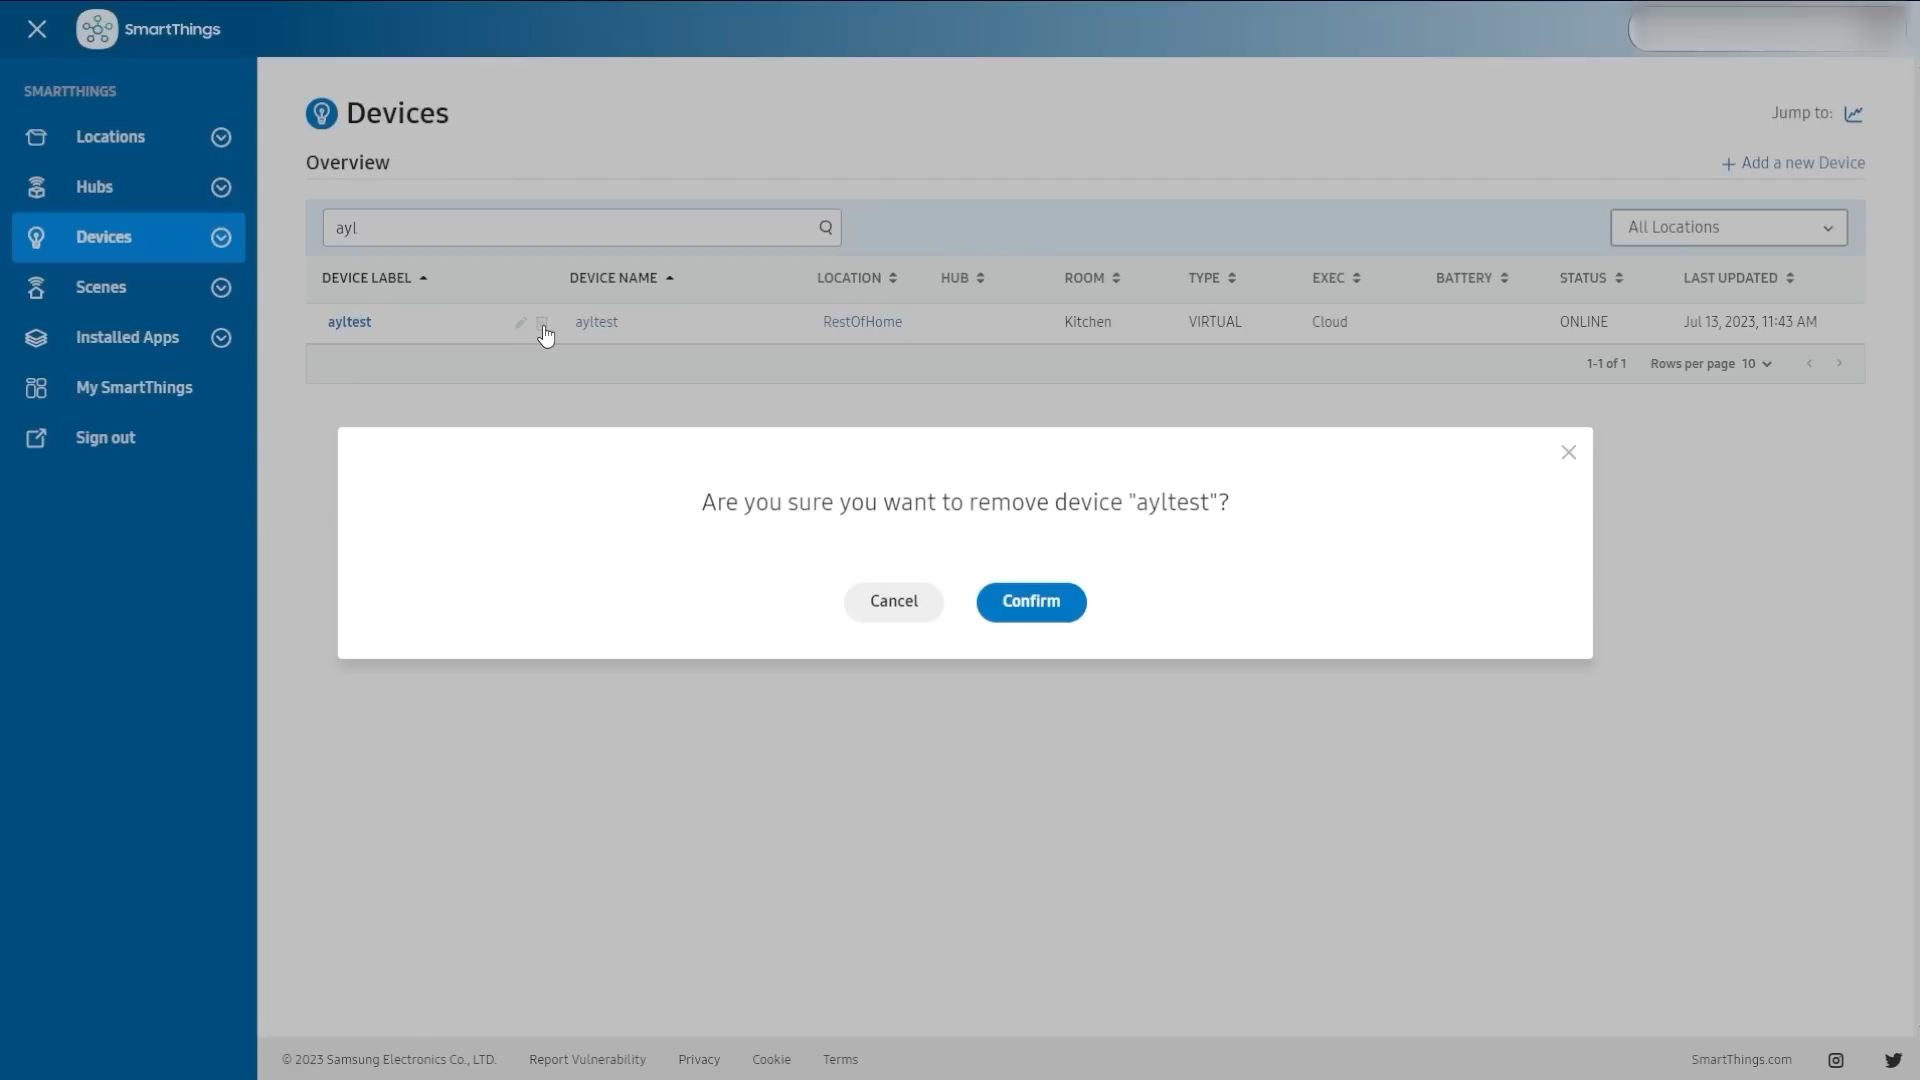 SmartThings
SMARTTHINGS
Locations
Hubs
Devices
Scenes
Installed Apps
My SmartThings
Sign out
Devices
Jump to:
Overview
+ Add a new Device
ayl
All Locations
DEVICE LABEL DEVICE NAME LOCATION HUB ROOM TYPE EXEC BATTERY STATUS LAST UPDATED
ayltest ayltest RestOfHome Kitchen VIRTUAL Cloud ONLINE Jul 13, 2023, 11:43 AM
1-1 of 1 Rows per page 10
Are you sure you want to remove device "ayltest"?
Cancel Confirm
© 2023 Samsung Electronics Co., LTD. Report Vulnerability Privacy Cookie Terms SmartThings.com